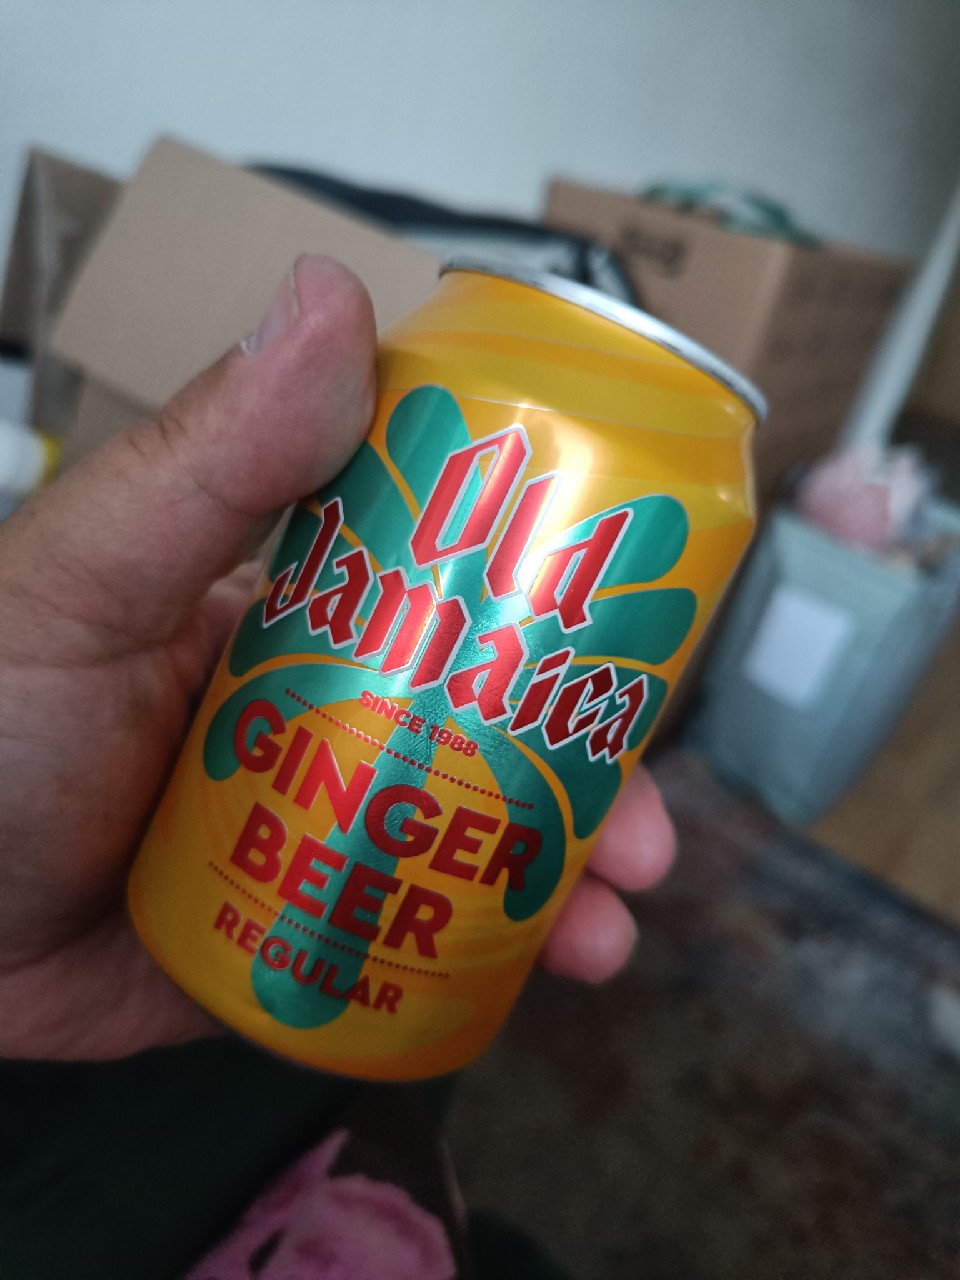 Old
Jamaica
SINCE 1988
GINGER
BEER
REGULAR